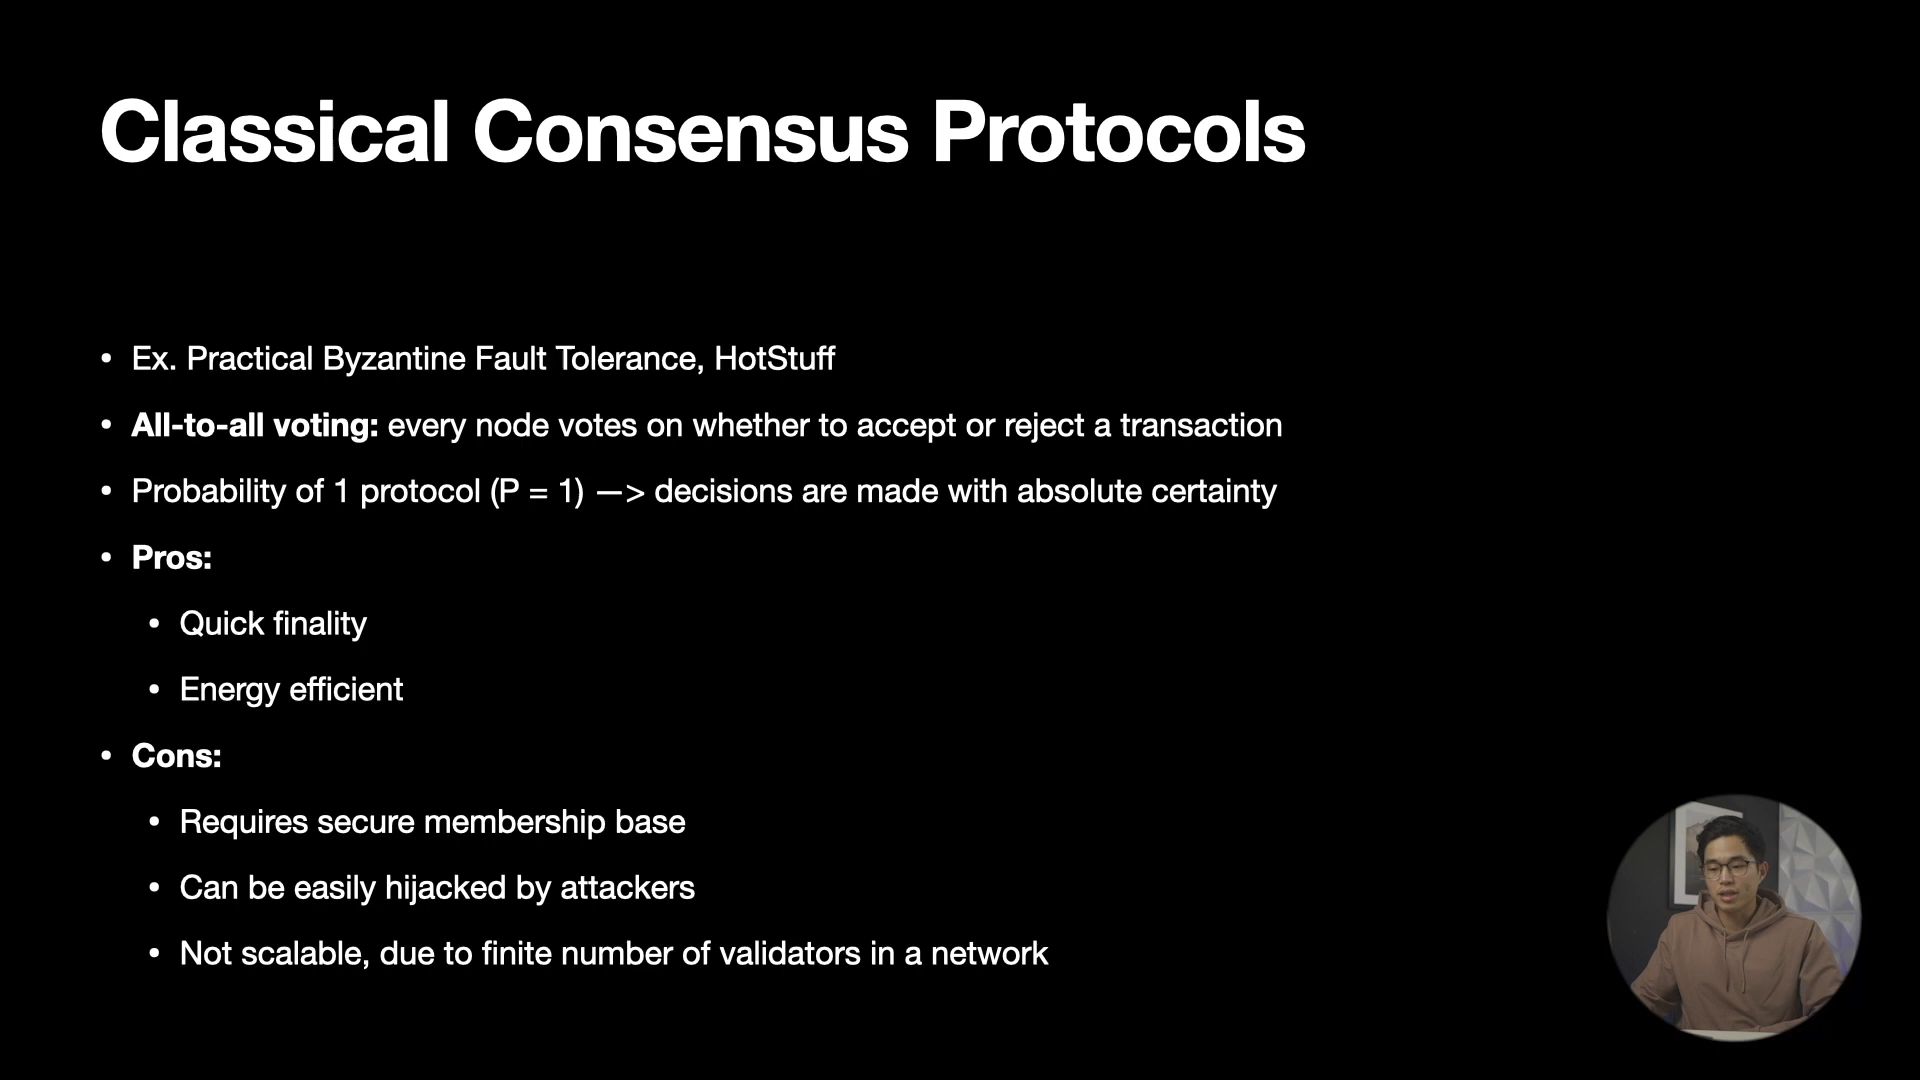 Classical Consensus Protocols
• Ex. Practical Byzantine Fault Tolerance, HotStuff
• All-to-all voting: every node votes on whether to accept or reject a transaction
• Probability of 1 protocol (P = 1) —> decisions are made with absolute certainty
• Pros:
• Quick finality
• Energy efficient
• Cons:
• Requires secure membership base
• Can be easily hijacked by attackers
• Not scalable, due to finite number of validators in a network